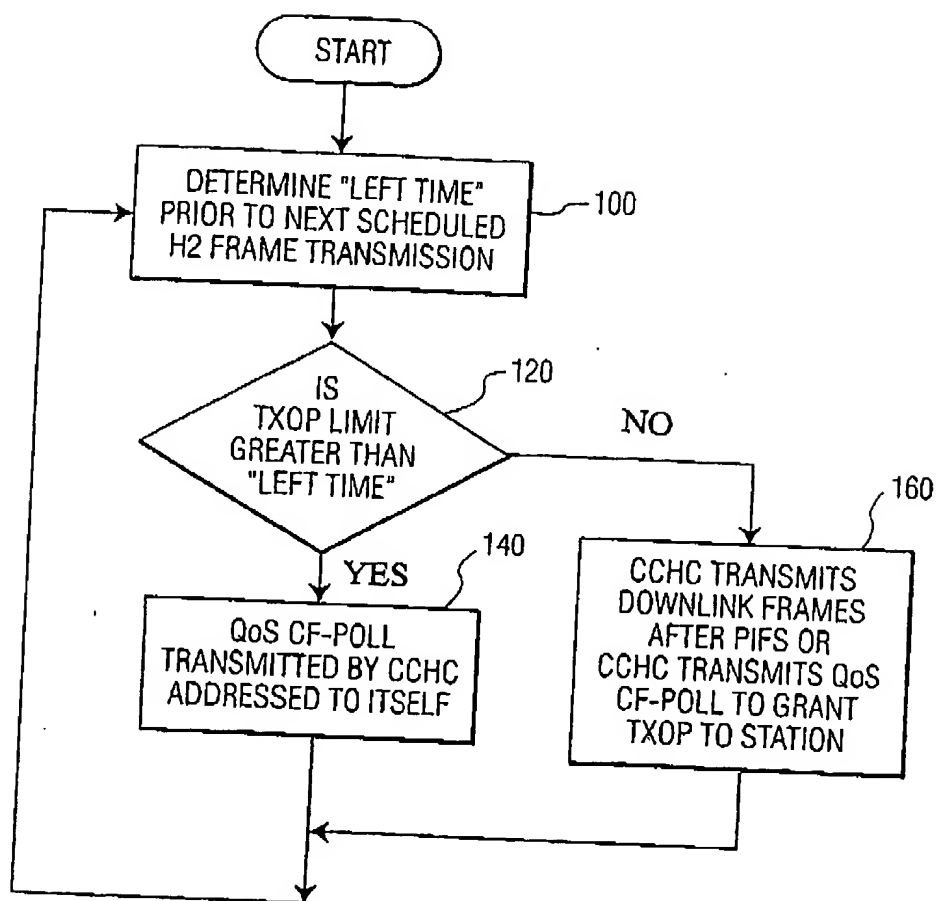 START
DETERMINE "LEFT TIME"
PRIOR TO NEXT SCHEDULED
H2 FRAME TRANSMISSION
100
IS
TXOP LIMIT
GREATER THAN
"LEFT TIME"
120
NO
YES
140
QoS CF-POLL
TRANSMITTED BY CCHC
ADDRESSED TO ITSELF
160
CCHC TRANSMITS
DOWNLINK FRAMES
AFTER PIFS OR
CCHC TRANSMITS QoS
CF-POLL TO GRANT
TXOP TO STATION